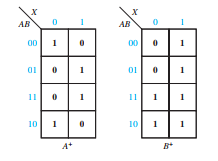 X X
AB 0 1 AB 0 1
00 1 0 00 0 1
01 0 1 01 0 1
11 0 1 11 1 1
10 1 0 10 1 1
A⁺ B⁺